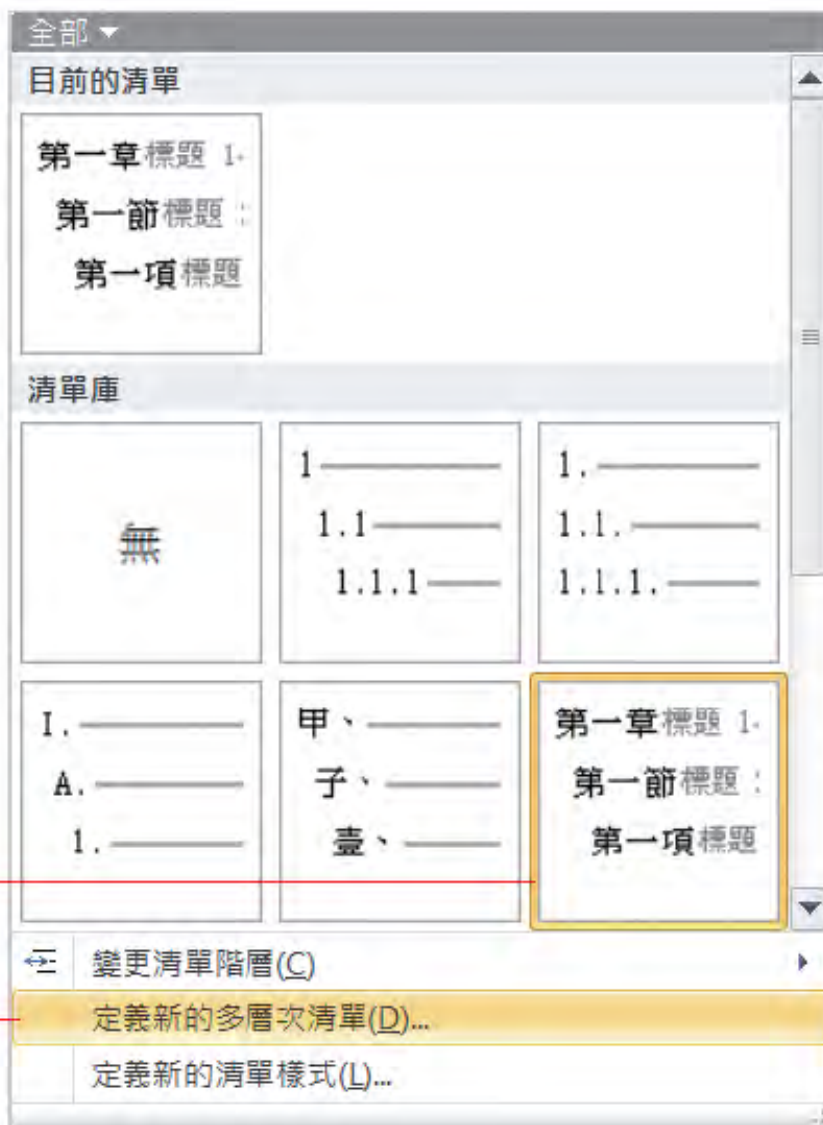 全部
目前的清單
第一章標題 1
第一節標題
第一項標題
清單庫
無
1
1.1
1.1.1
1.
1.1.
1.1.1.
I.
A.
1.
甲、
子、
壹、
第一章標題 1
第一節標題
第一項標題
變更清單階層(C)
定義新的多層次清單(D)...
定義新的清單樣式(L)...